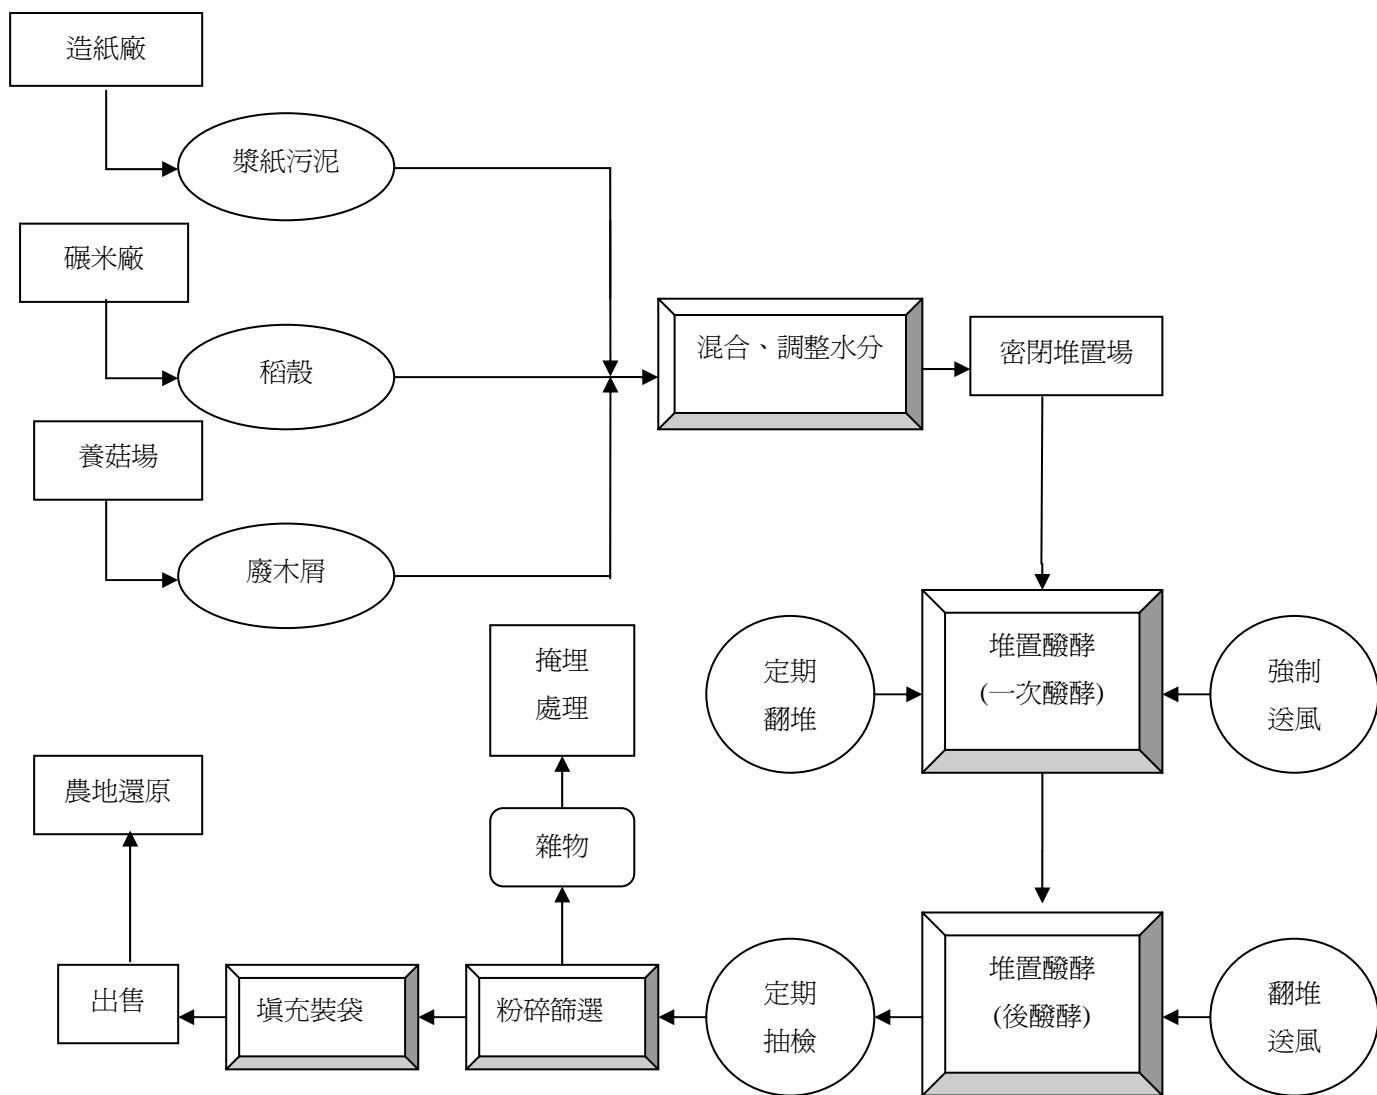 造紙廠
漿紙污泥
碾米廠
稻殼
養菇場
廢木屑
混合、調整水分
密閉堆置場
定期
翻堆
堆置醱酵
(一次醱酵)
強制
送風
掩埋
處理
雜物
農地還原
出售
填充裝袋
粉碎篩選
定期
抽檢
堆置醱酵
(後醱酵)
翻堆
送風